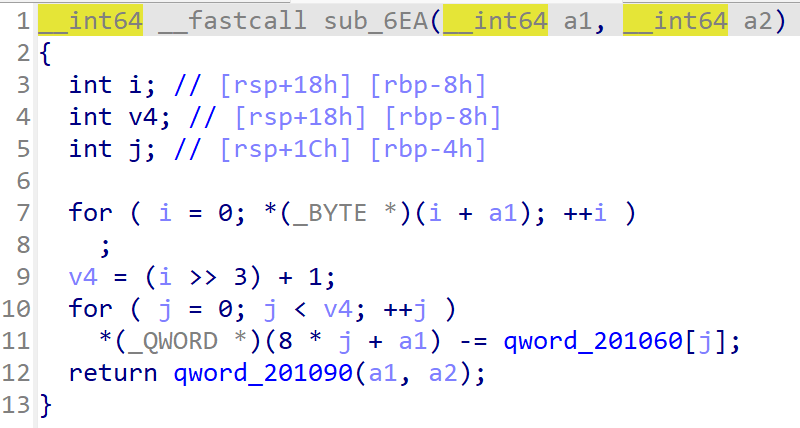 1 __int64 __fastcall sub_6EA(__int64 a1, __int64 a2)
2 {
3   int i; // [rsp+18h] [rbp-8h]
4   int v4; // [rsp+18h] [rbp-8h]
5   int j; // [rsp+1Ch] [rbp-4h]
6
7   for ( i = 0; *(_BYTE *)(i + a1); ++i )
8     ;
9   v4 = (i >> 3) + 1;
10   for ( j = 0; j < v4; ++j )
11     *(_QWORD *)(8 * j + a1) -= qword_201060[j];
12   return qword_201090(a1, a2);
13 }